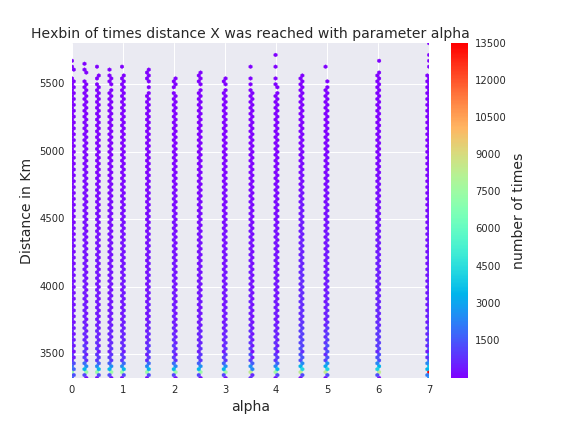 Hexbin of times distance X was reached with parameter alpha
Distance in Km
5500
5000
4500
4000
3500
0 1 2 3 4 5 6 7
alpha
13500
12000
10500
9000
7500
6000
4500
3000
1500
number of times